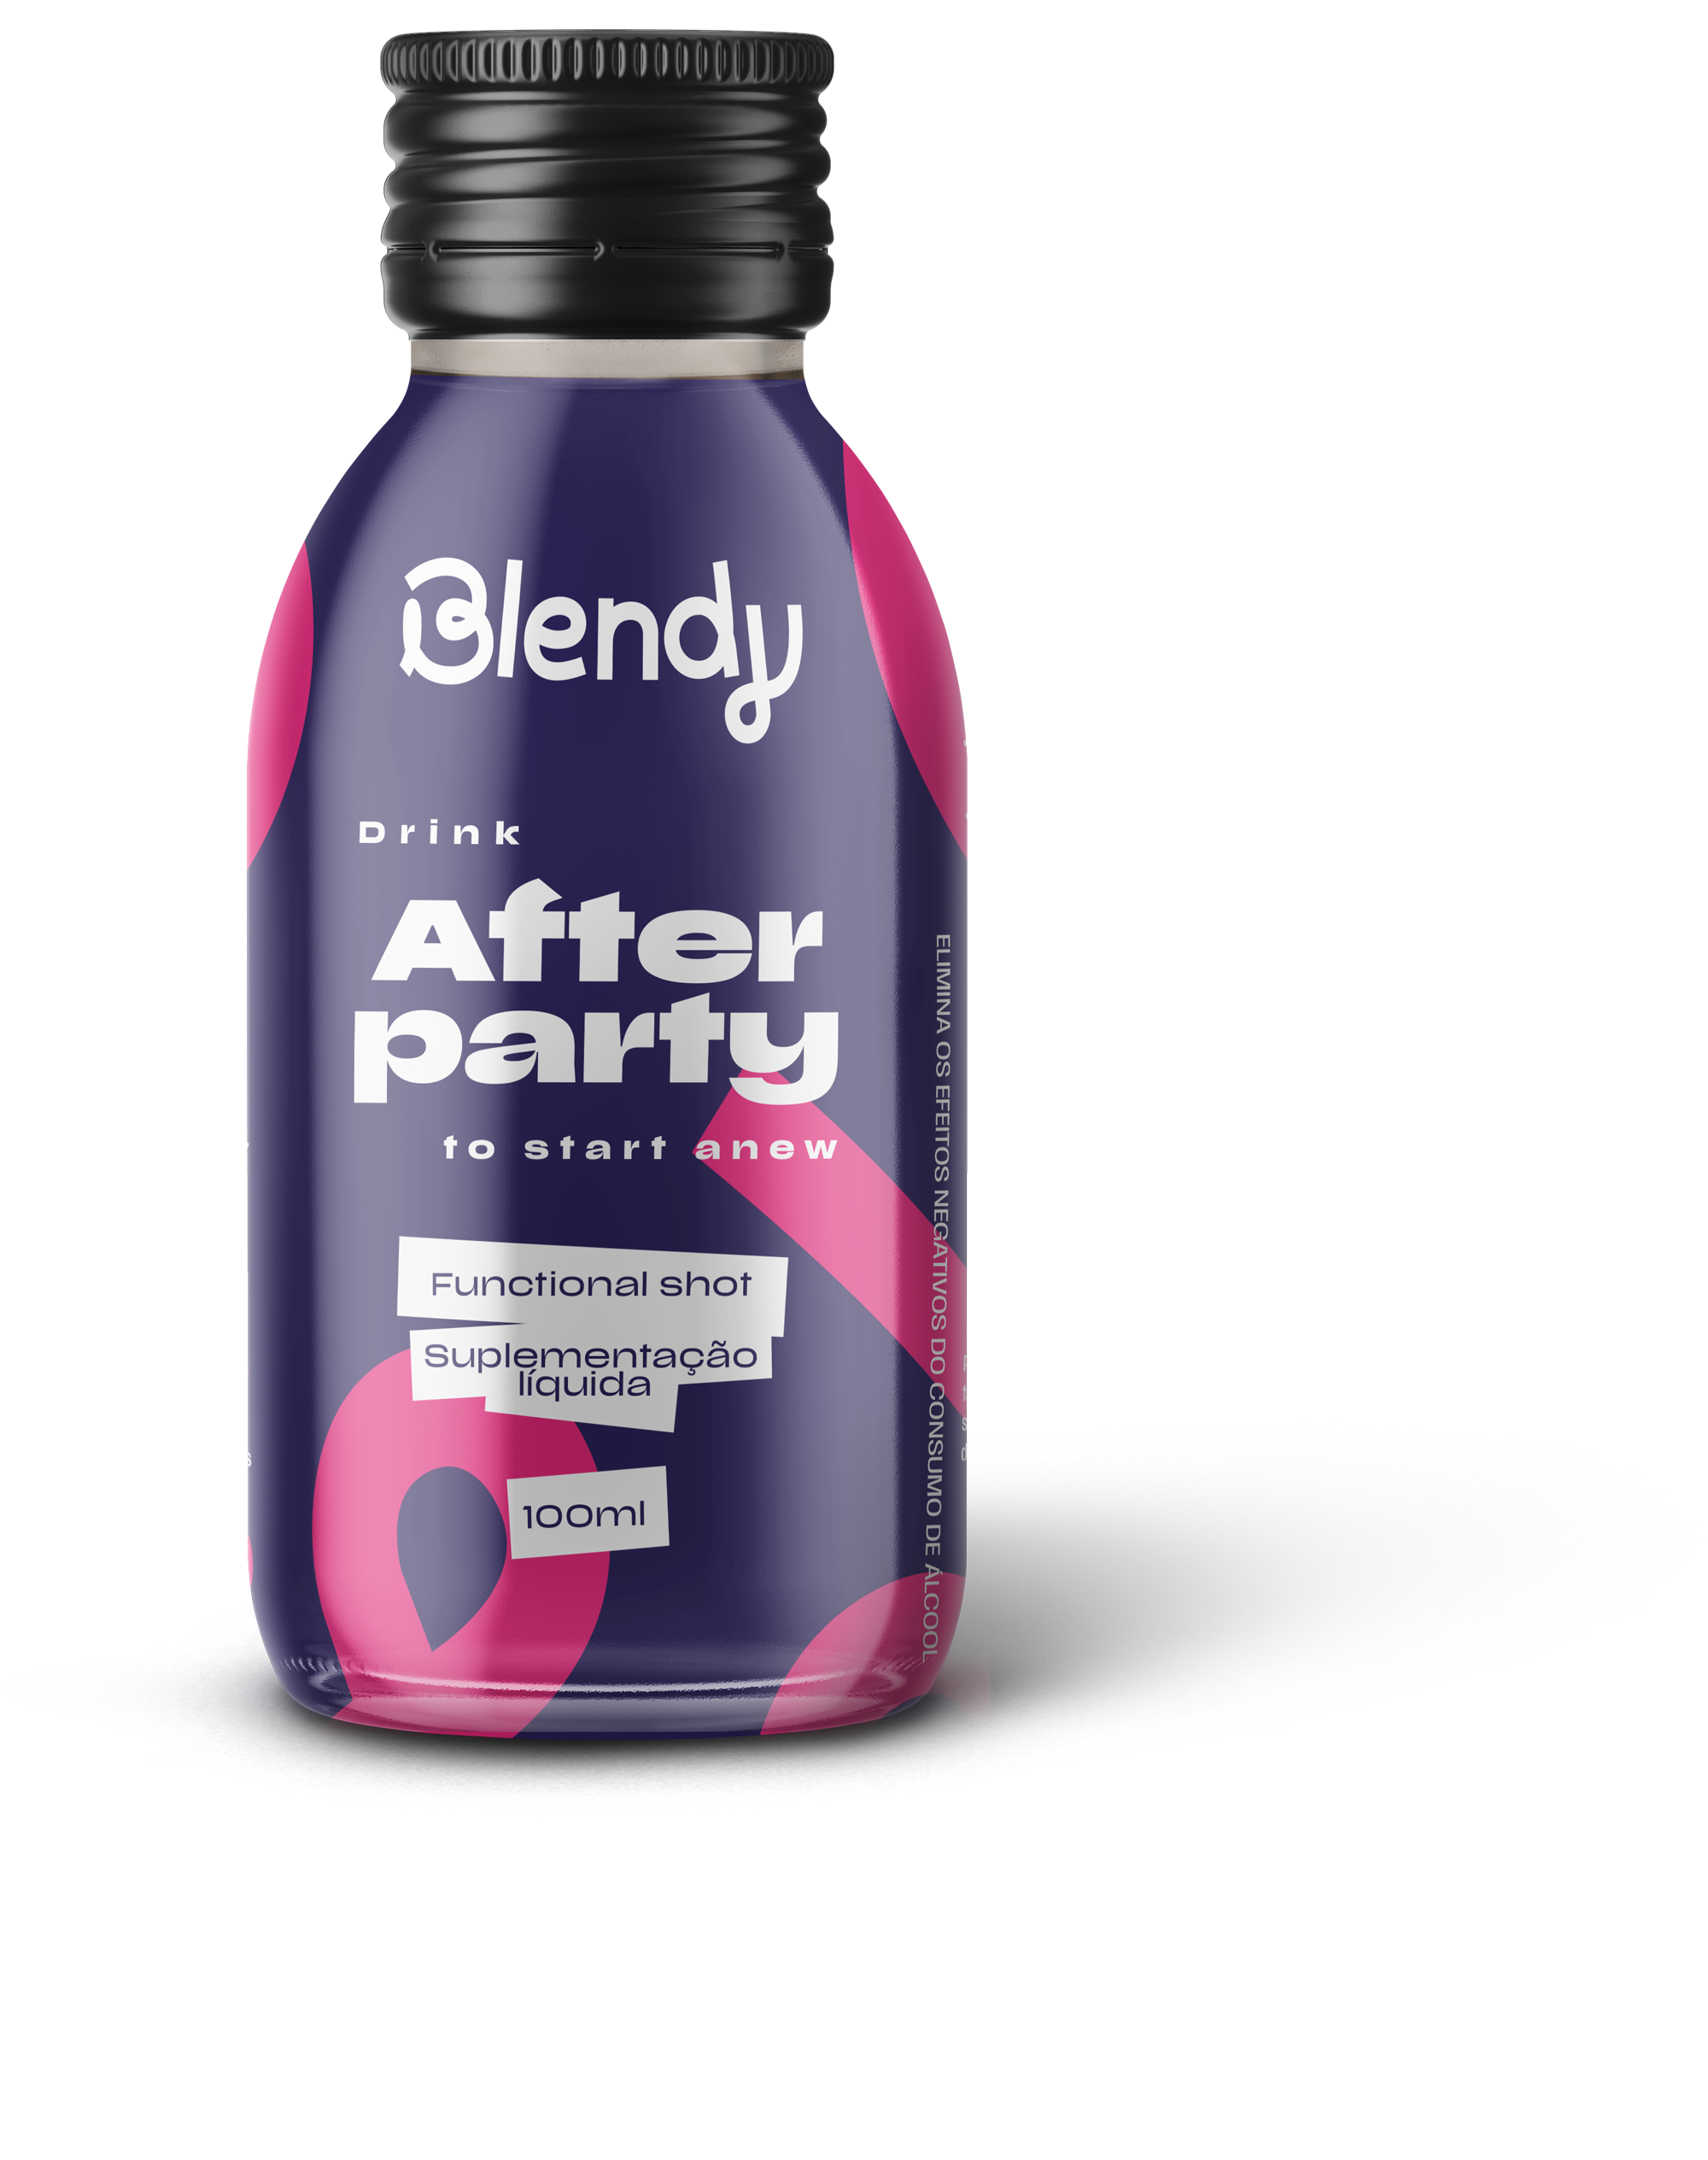 Blendy
Drink
After
party
to start anew
Functional shot
Suplementação
líquida
100ml
ELIMINA OS EFEITOS NEGATIVOS DO CONSUMO DE ÁLCOOL